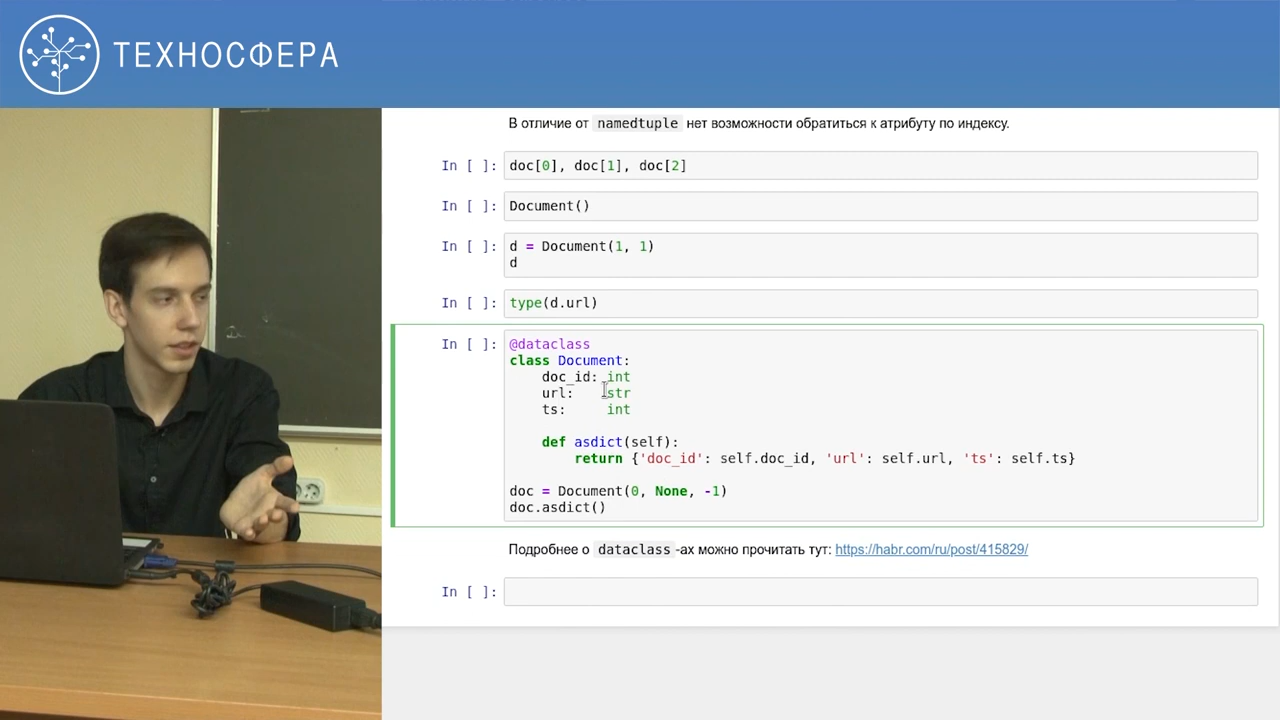 ТЕХНОСФЕРА
В отличие от namedtuple нет возможности обратиться к атрибуту по индексу.
In [ ]: doc[0], doc[1], doc[2]
In [ ]: Document()
In [ ]: d = Document(1, 1)
d
In [ ]: type(d.url)
In [ ]: @dataclass
class Document:
    doc_id: int
    url:    str
    ts:     int
    def asdict(self):
        return {'doc_id': self.doc_id, 'url': self.url, 'ts': self.ts}
doc = Document(0, None, -1)
doc.asdict()
Подробнее о dataclass -ах можно прочитать тут: https://habr.com/ru/post/415829/
In [ ]: